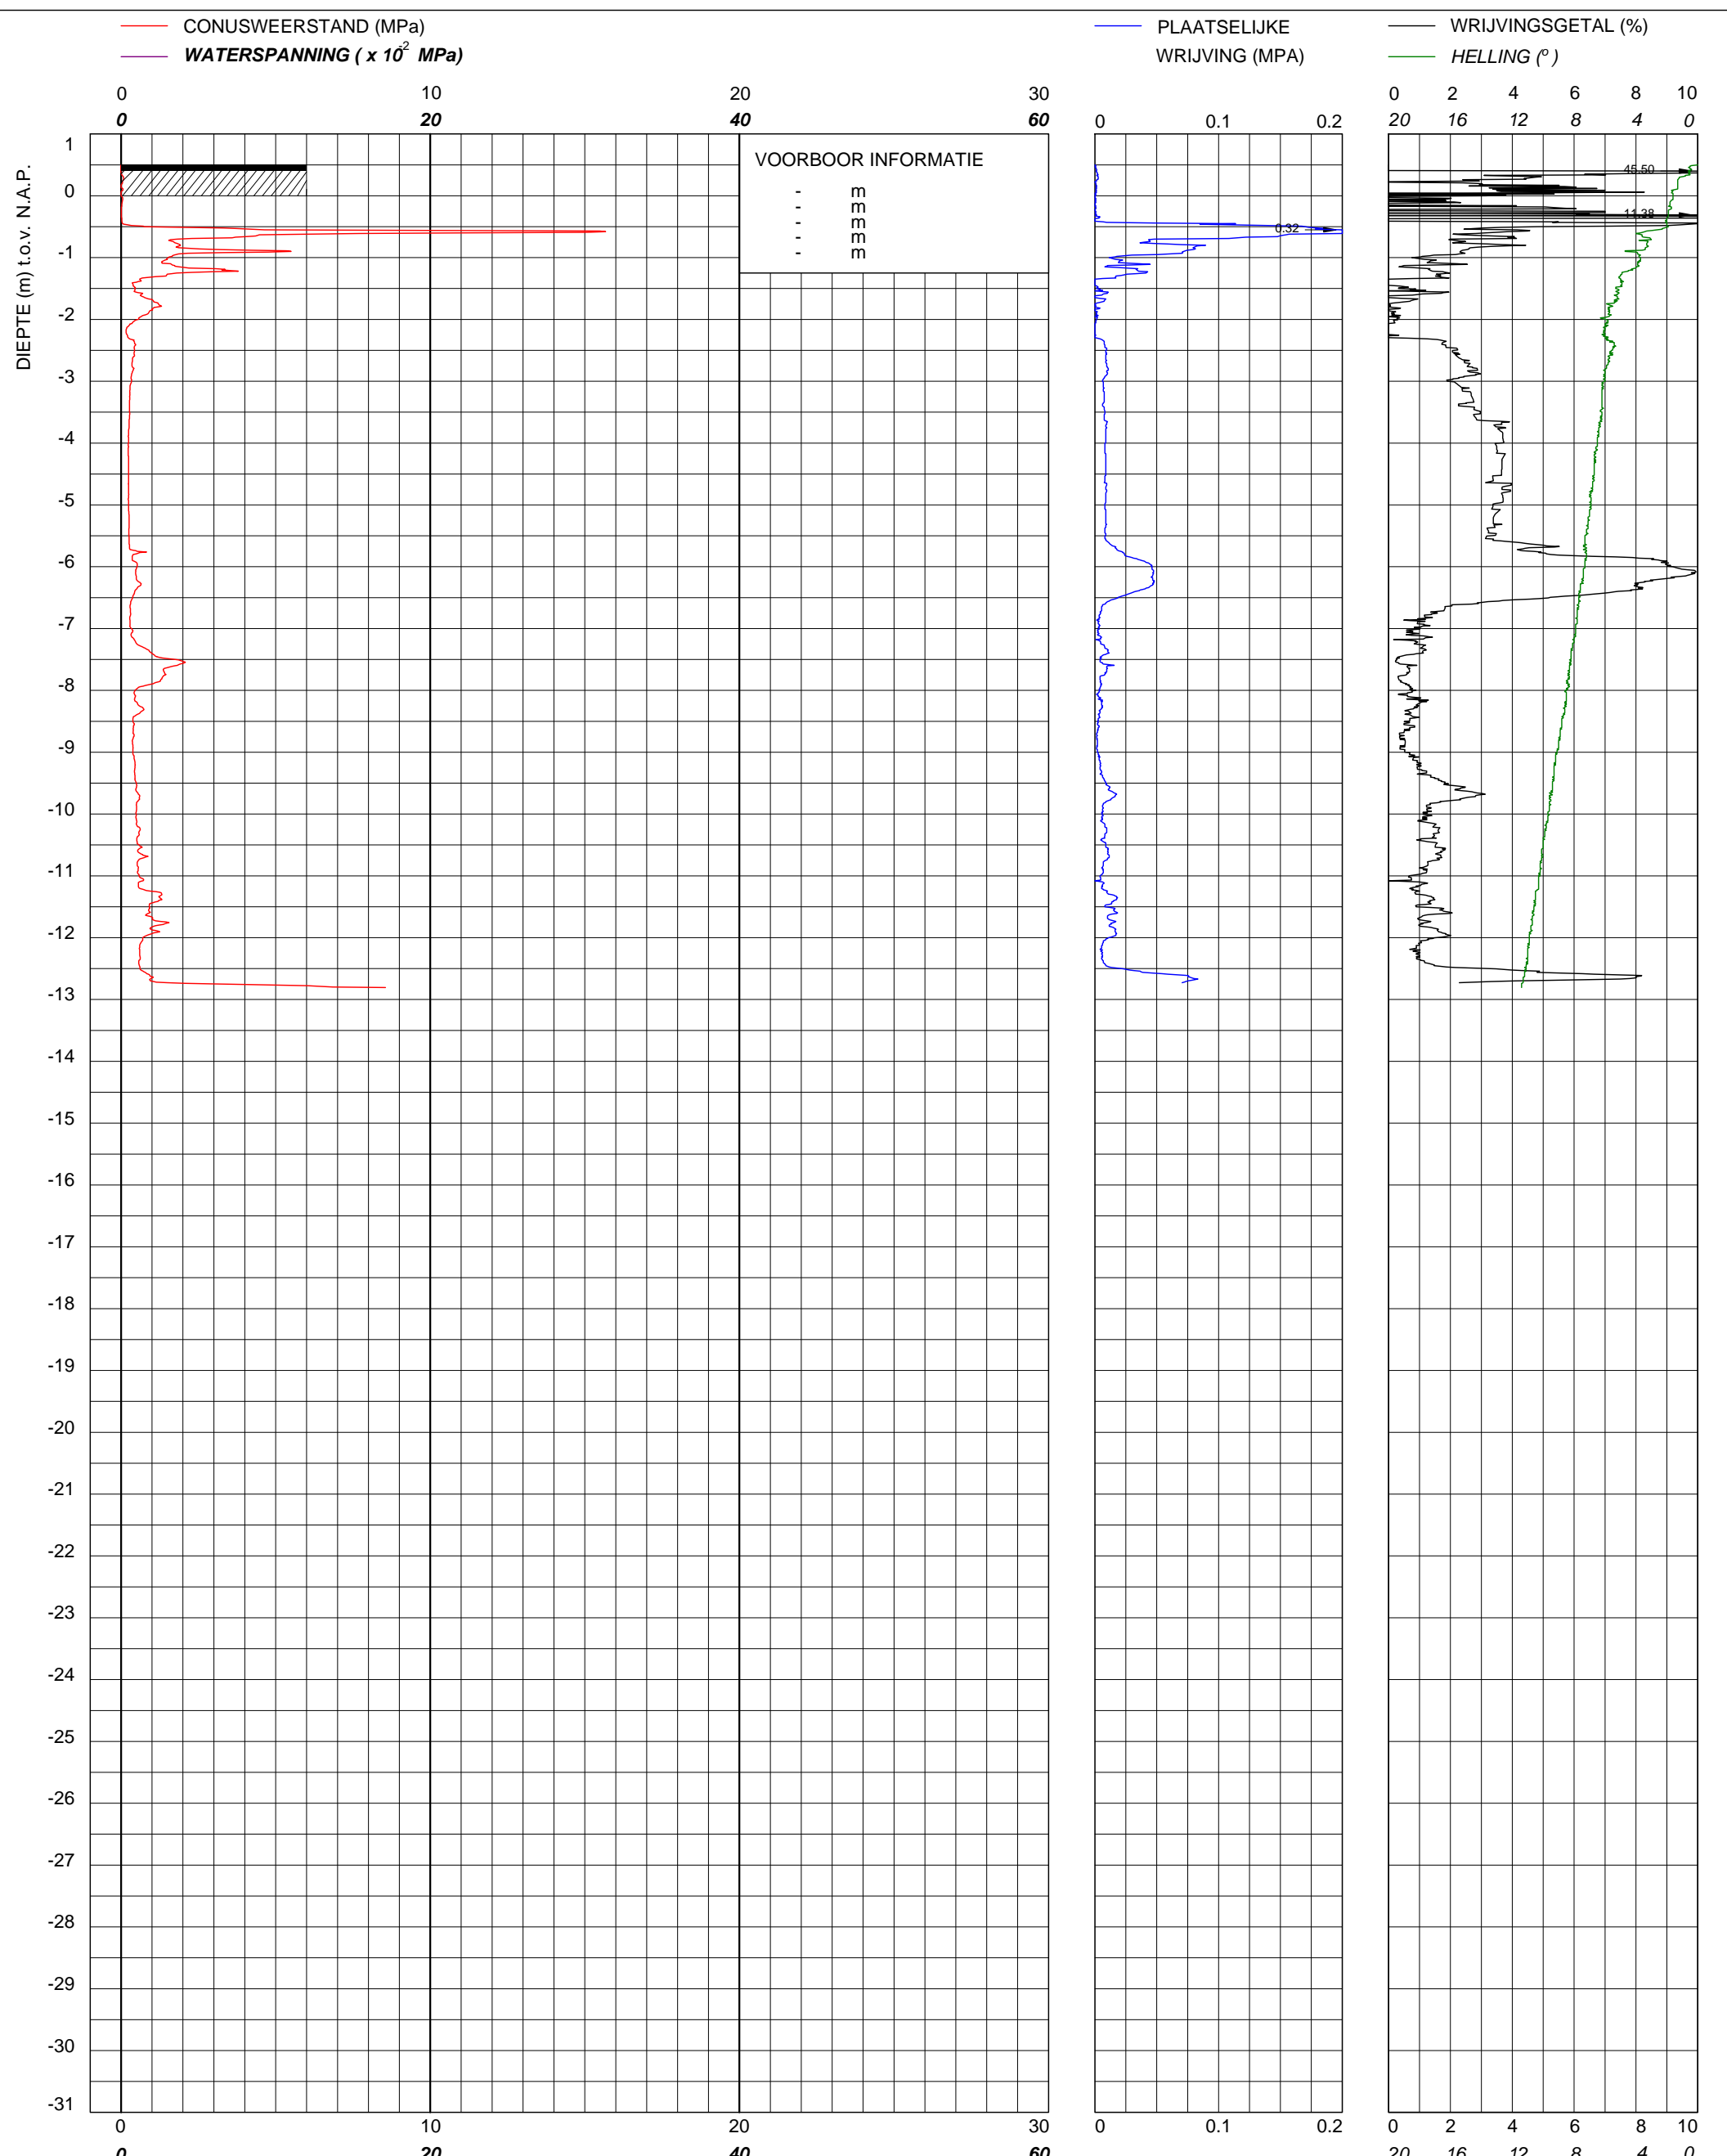 CONUSWEERSTAND (MPa)
WATERSPANNING ( x 10-2 MPa)
PLAATSELIJKE
WRIJVING (MPA)
WRIJVINGSGETAL (%)
HELLING (o )
0 10 20 30
0 20 40 60
0 0.1 0.2
0 2 4 6 8 10
20 16 12 8 4 0
DIEPTE (m) t.o.v. N.A.P.
VOORBOOR INFORMATIE
- m
- m
- m
- m
- m
45.50
11.38
0.32
1
0
-1
-2
-3
-4
-5
-6
-7
-8
-9
-10
-11
-12
-13
-14
-15
-16
-17
-18
-19
-20
-21
-22
-23
-24
-25
-26
-27
-28
-29
-30
-31
0 10 20 30
0 20 40 60
0 0.1 0.2
0 2 4 6 8 10
20 16 12 8 4 0